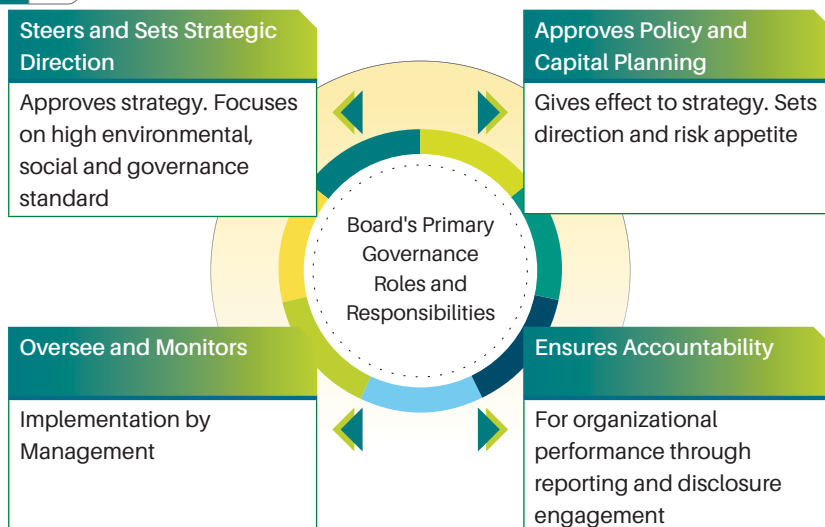 Steers and Sets Strategic
Direction
Approves strategy. Focuses
on high environmental,
social and governance
standard
Approves Policy and
Capital Planning
Gives effect to strategy. Sets
direction and risk appetite
Board's Primary
Governance
Roles and
Responsibilities
Oversee and Monitors
Implementation by
Management
Ensures Accountability
For organizational
performance through
reporting and disclosure
engagement